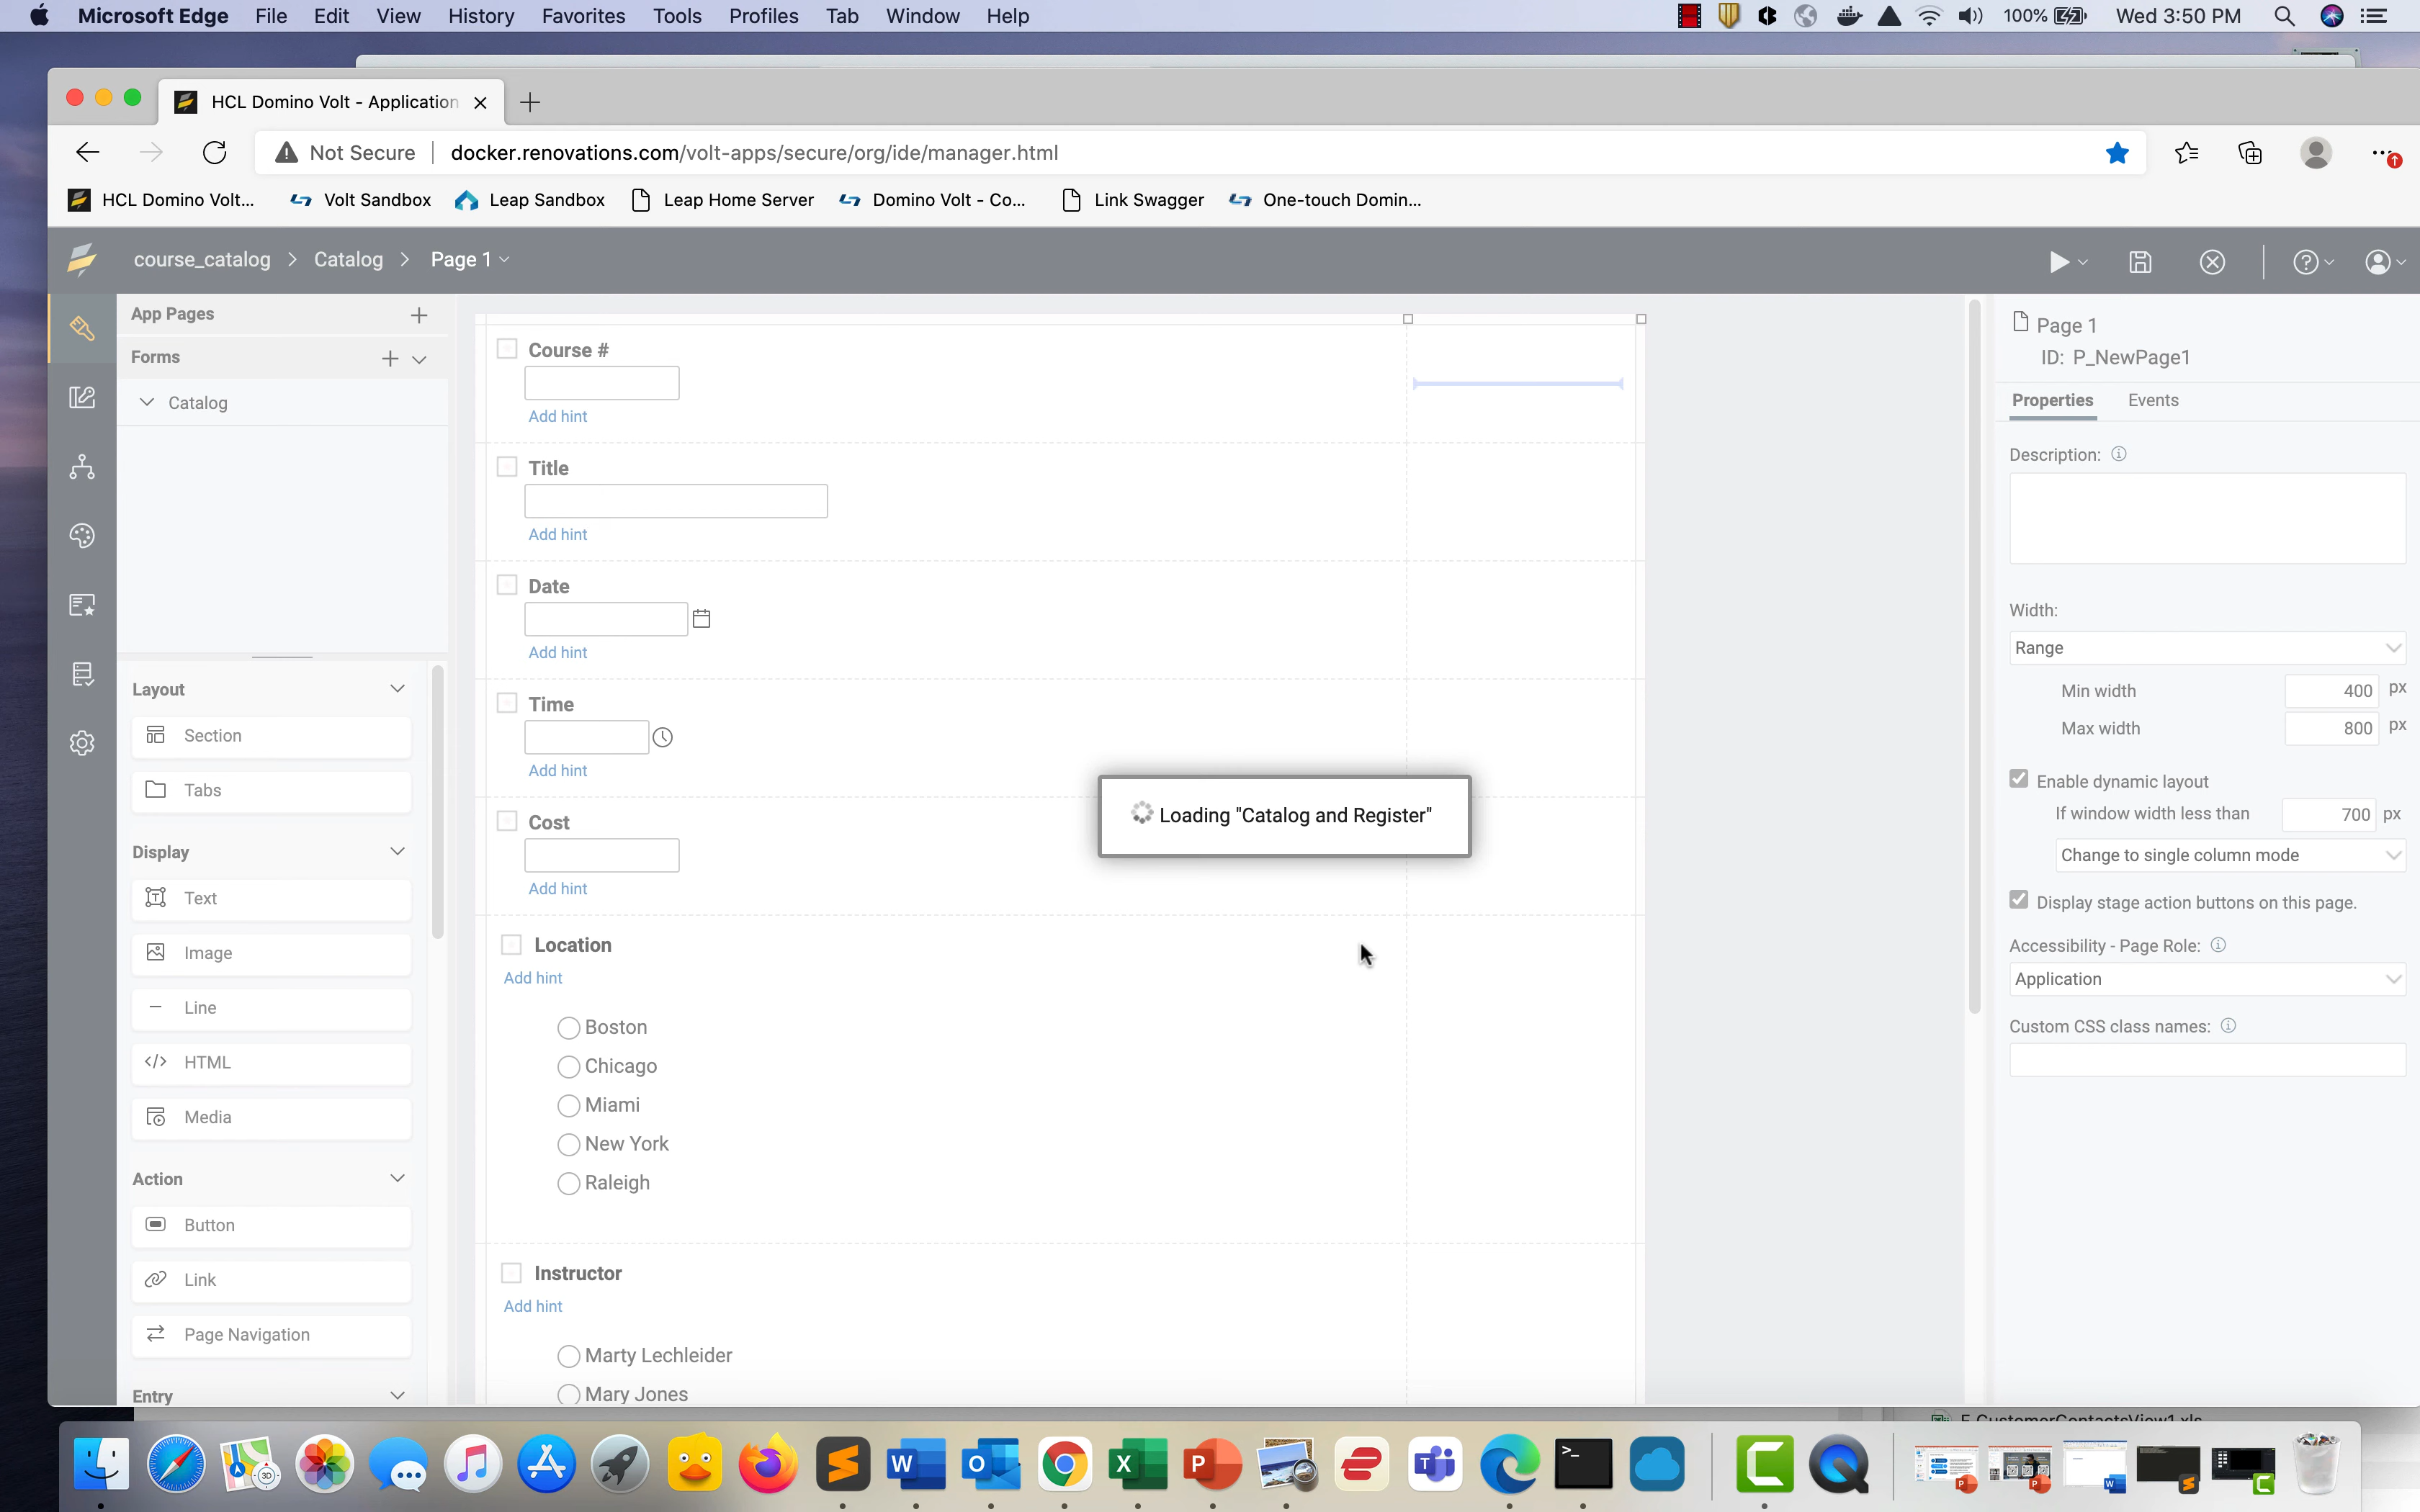 Microsoft Edge File Edit View History Favorites Tools Profiles Tab Window Help 100% Wed 3:50 PM
HCL Domino Volt - Application
Not Secure docker.renovations.com/volt-apps/secure/org/ide/manager.html
HCL Domino Volt... Volt Sandbox Leap Sandbox Leap Home Server Domino Volt - Co... Link Swagger One-touch Domin...
course_catalog > Catalog > Page 1
App Pages
Forms
Catalog
Layout
Section
Tabs
Display
Text
Image
Line
HTML
Media
Action
Button
Link
Page Navigation
Entry
Course #
Add hint
Title
Add hint
Date
Add hint
Time
Add hint
Cost
Add hint
Loading "Catalog and Register"
Location
Add hint
Boston
Chicago
Miami
New York
Raleigh
Instructor
Add hint
Marty Lechleider
Mary Jones
Page 1
ID: P_NewPage1
Properties Events
Description:
Width:
Range
Min width 400 px
Max width 800 px
Enable dynamic layout
If window width less than 700 px
Change to single column mode
Display stage action buttons on this page.
Accessibility - Page Role:
Application
Custom CSS class names: